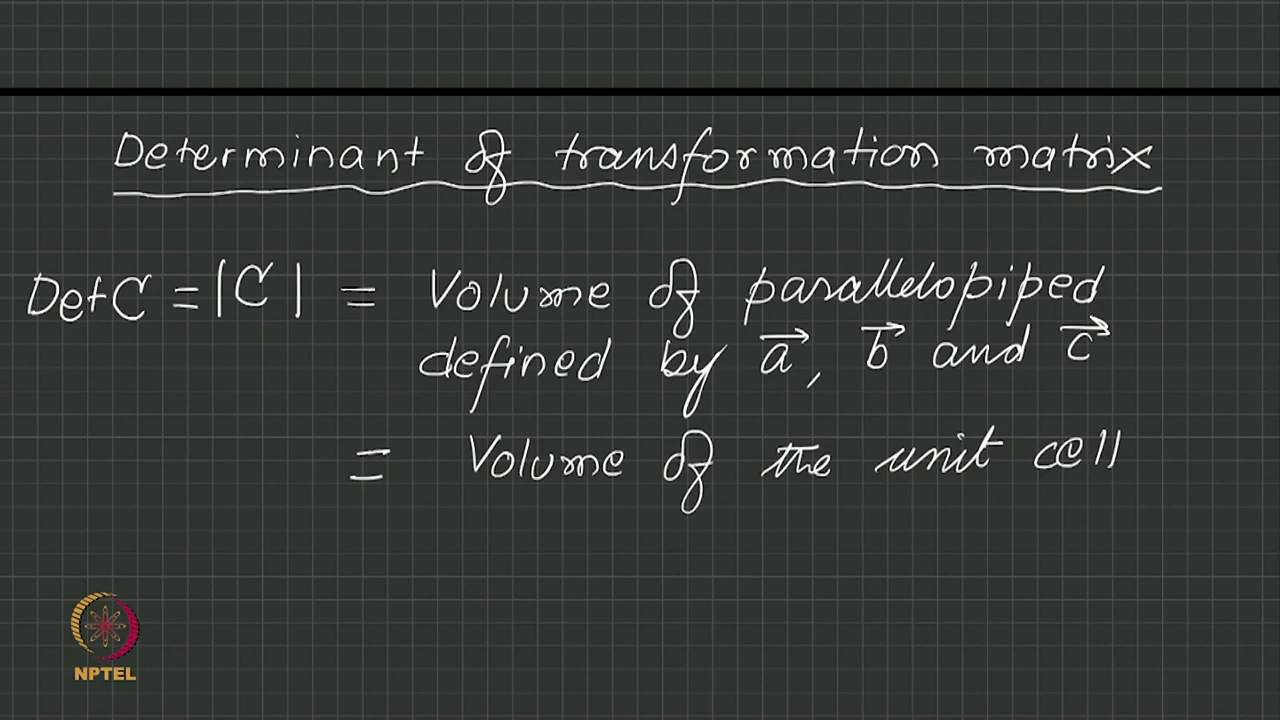 Determinant of transformation matrix
Det C = |C| = Volume of parallelopiped
defined by a⃗, b⃗ and c⃗
= Volume of the unit cell
NPTEL